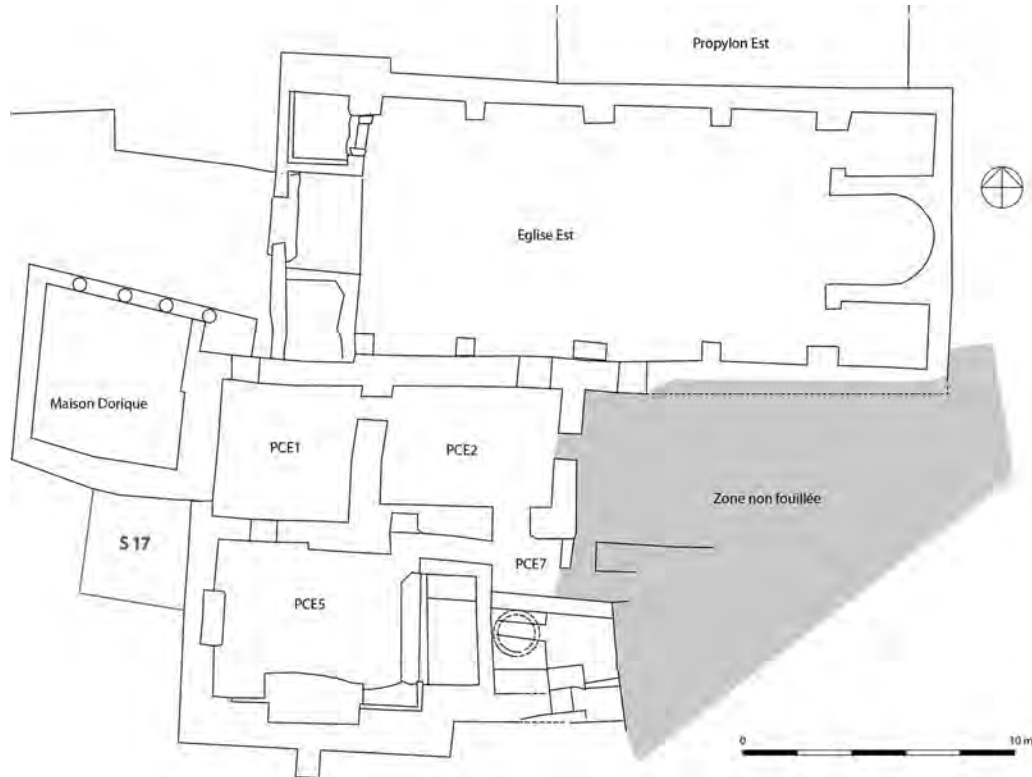 Propylon Est
Eglise Est
Maison Dorique
PCE1
PCE2
Zone non fouillée
S 17
PCE7
PCE5
0
10 m